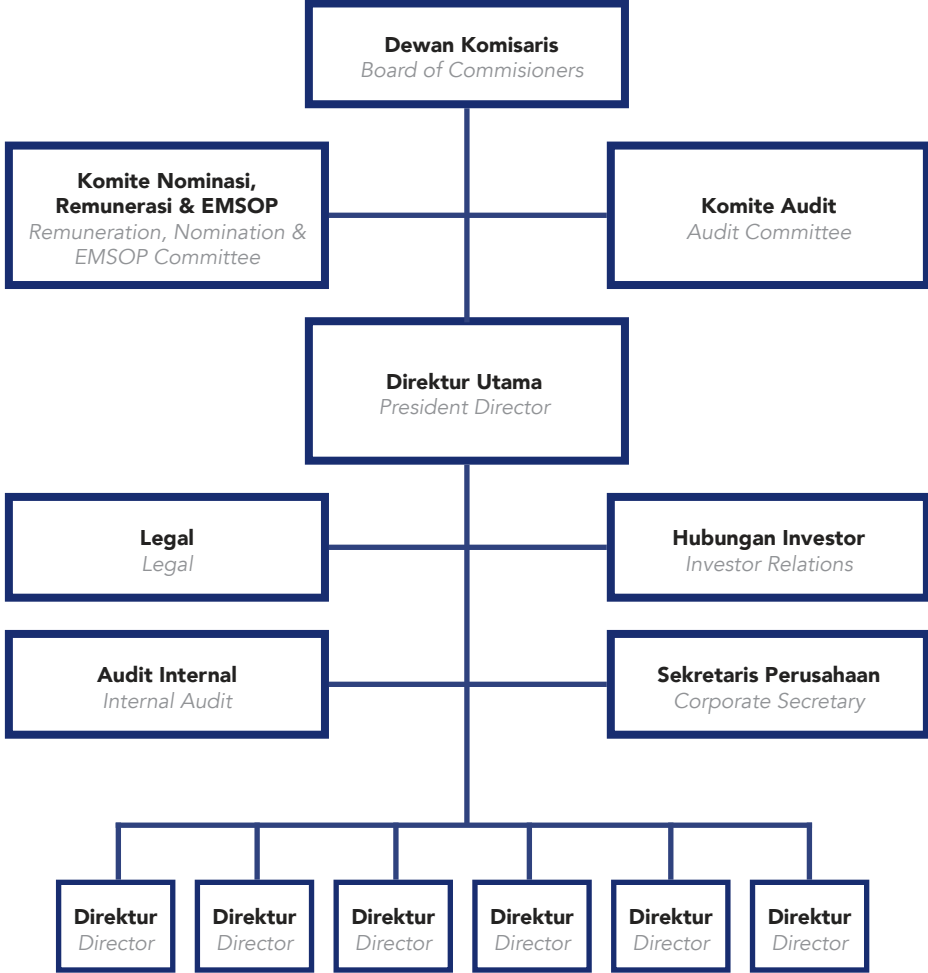 Dewan Komisaris
Board of Commisioners
Komite Nominasi,
Remunerasi & EMSOP
Remuneration, Nomination &
EMSOP Committee
Komite Audit
Audit Committee
Direktur Utama
President Director
Legal
Legal
Hubungan Investor
Investor Relations
Audit Internal
Internal Audit
Sekretaris Perusahaan
Corporate Secretary
Direktur
Director
Direktur
Director
Direktur
Director
Direktur
Director
Direktur
Director
Direktur
Director